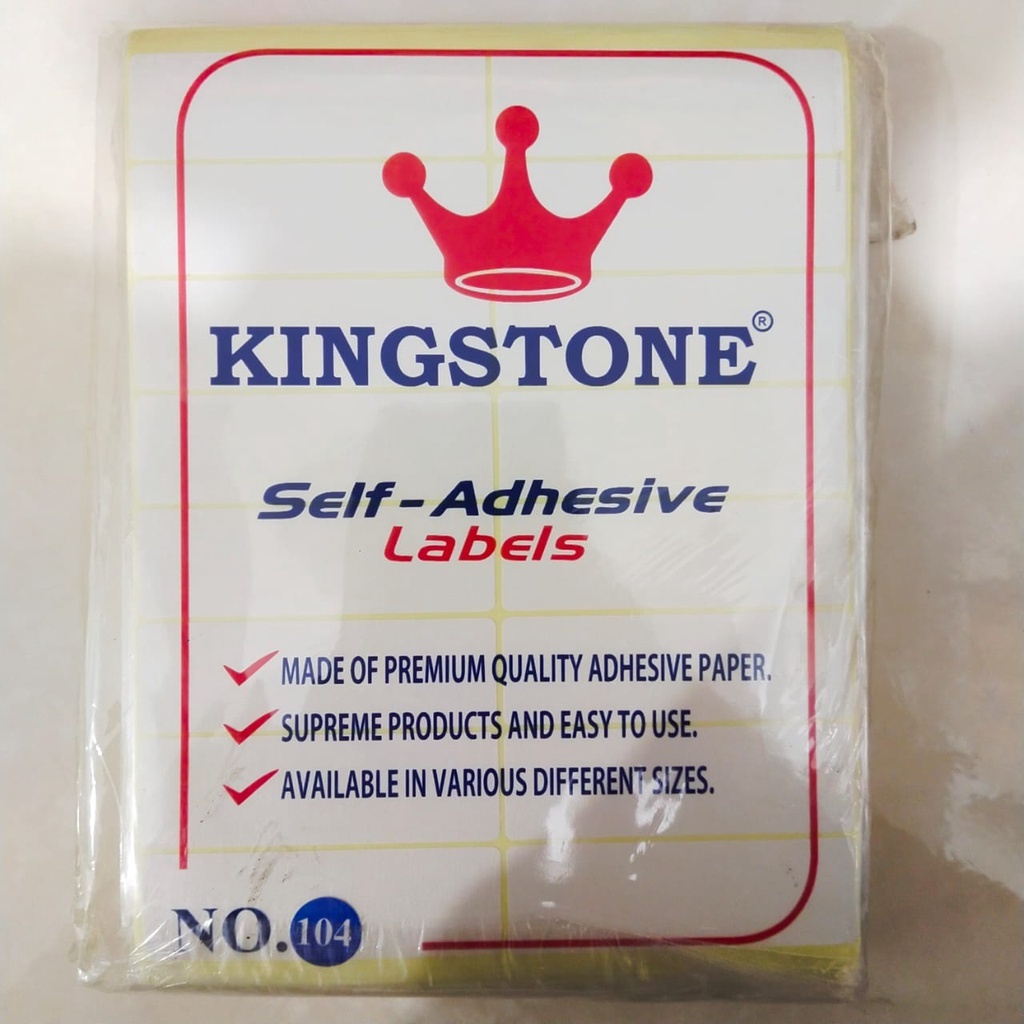 KINGSTONE®
Self-Adhesive
Labels
MADE OF PREMIUM QUALITY ADHESIVE PAPER.
SUPREME PRODUCTS AND EASY TO USE.
AVAILABLE IN VARIOUS DIFFERENT SIZES.
NO. 104